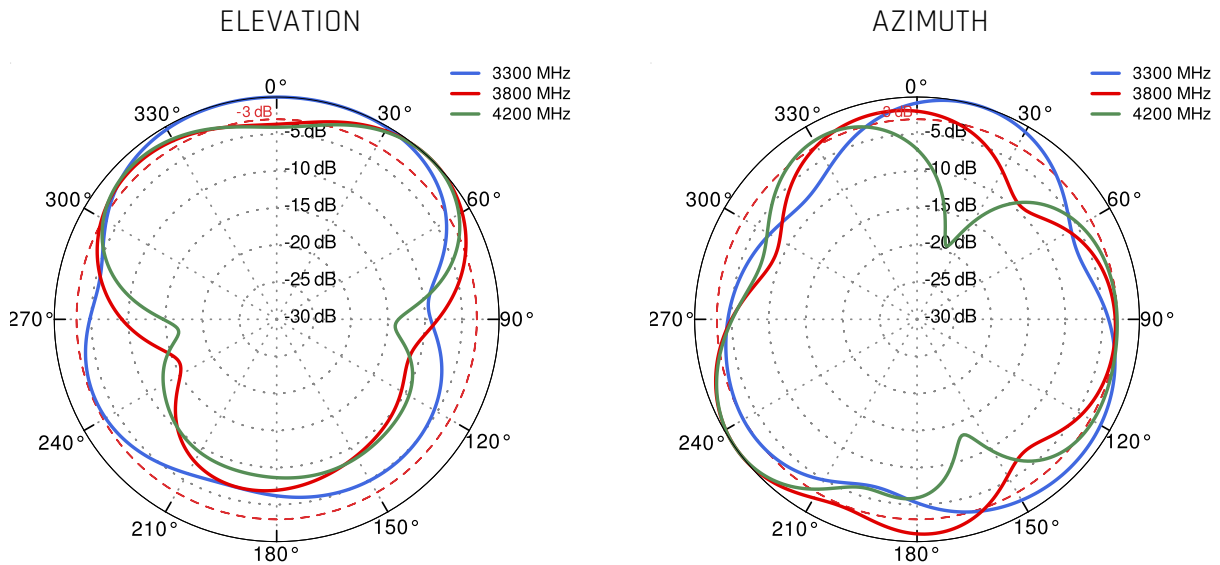 ELEVATION
3300 MHz
3800 MHz
4200 MHz
0°
330°
30°
-3 dB
-5 dB
-10 dB
300°
60°
-15 dB
-20 dB
-25 dB
270°
-30 dB
90°
240°
120°
210°
150°
180°
AZIMUTH
3300 MHz
3800 MHz
4200 MHz
0°
330°
30°
-3 dB
-5 dB
-10 dB
300°
60°
-15 dB
-20 dB
-25 dB
270°
-30 dB
90°
240°
120°
210°
150°
180°